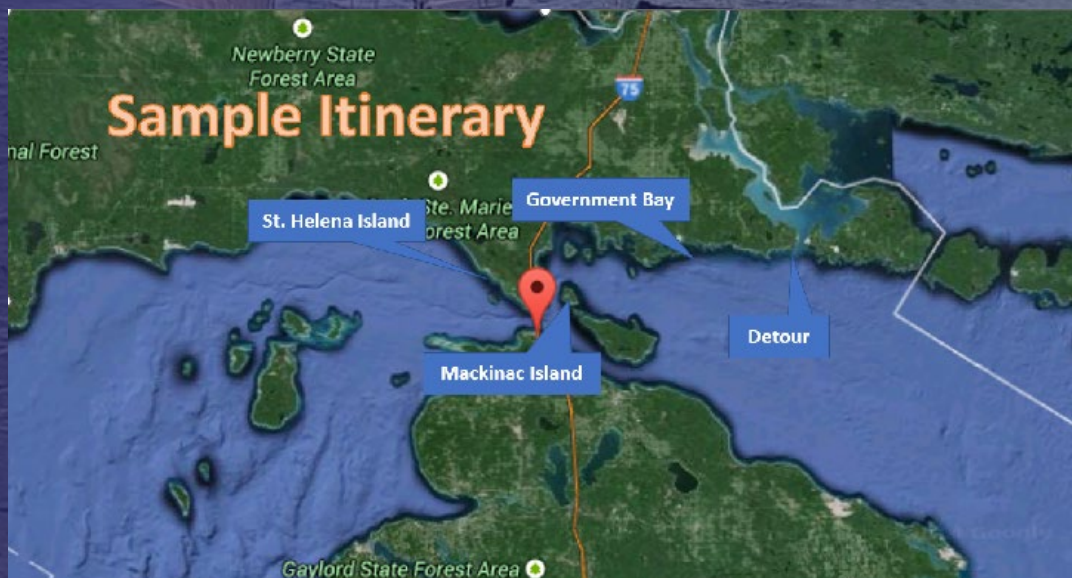 Newberry State
Forest Area
Sample Itinerary
75
nal Forest
Government Bay
St. Helena Island
Ste. Marie
orest Area
Detour
Mackinac Island
Gaylord State Forest Area